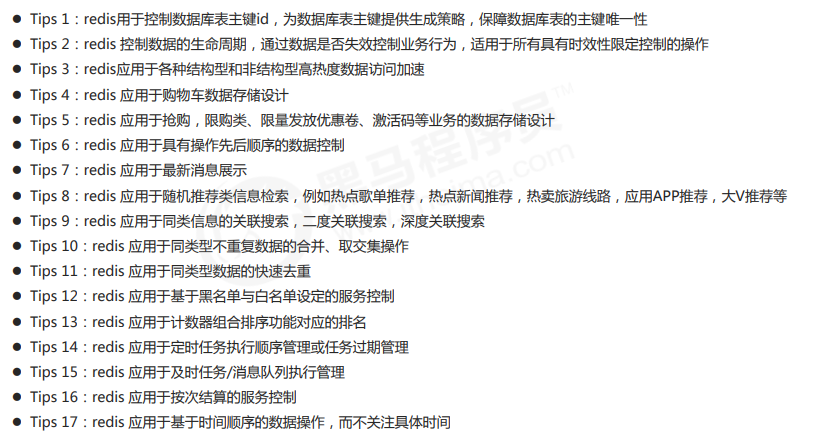 ● Tips 1：redis用于控制数据库表主键id，为数据库表主键提供生成策略，保障数据库表的主键唯一性
● Tips 2：redis 控制数据的生命周期，通过数据是否失效控制业务行为，适用于所有具有时效性限定控制的操作
● Tips 3：redis应用于各种结构型和非结构型高热度数据访问加速
● Tips 4：redis 应用于购物车数据存储设计
● Tips 5：redis 应用于抢购，限购类、限量发放优惠卷、激活码等业务的数据存储设计
● Tips 6：redis 应用于具有操作先后顺序的数据控制
● Tips 7：redis 应用于最新消息展示
● Tips 8：redis 应用于随机推荐类信息检索，例如热点歌单推荐，热点新闻推荐，热卖旅游线路，应用APP推荐，大V推荐等
● Tips 9：redis 应用于同类信息的关联搜索，二度关联搜索，深度关联搜索
● Tips 10：redis 应用于同类型不重复数据的合并、取交集操作
● Tips 11：redis 应用于同类型数据的快速去重
● Tips 12：redis 应用于基于黑名单与白名单设定的服务控制
● Tips 13：redis 应用于计数器组合排序功能对应的排名
● Tips 14：redis 应用于定时任务执行顺序管理或任务过期管理
● Tips 15：redis 应用于及时任务/消息队列执行管理
● Tips 16：redis 应用于按次结算的服务控制
● Tips 17：redis 应用于基于时间顺序的数据操作，而不关注具体时间
黑马程序员™